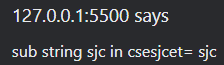 127.0.0.1:5500 says
sub string sjc in csesjcet= sjc